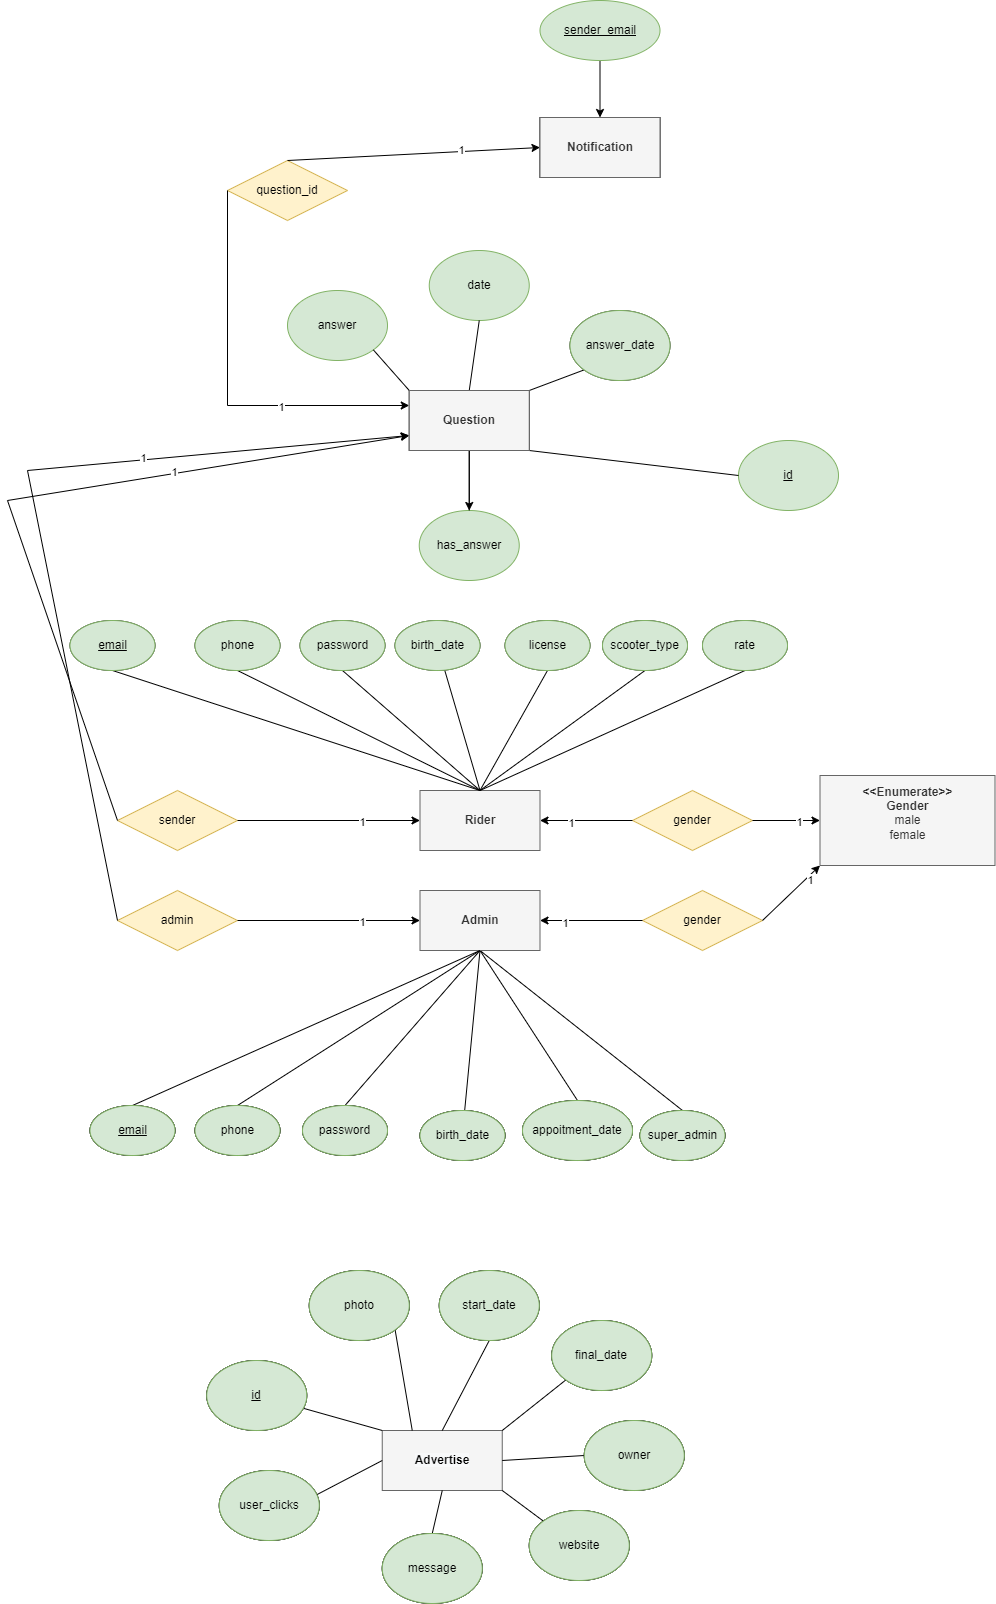 sender_email
Notification
1
question_id
date
answer
answer_date
1
Question
1
1
id
has_answer
email
phone
password
birth_date
license
scooter_type
rate
<<Enumerate>>
Gender
male
female
sender
1
Rider
1
gender
1
1
admin
1
Admin
1
gender
email
phone
password
birth_date
appoitment_date
super_admin
photo
start_date
final_date
id
owner
Advertise
user_clicks
website
message